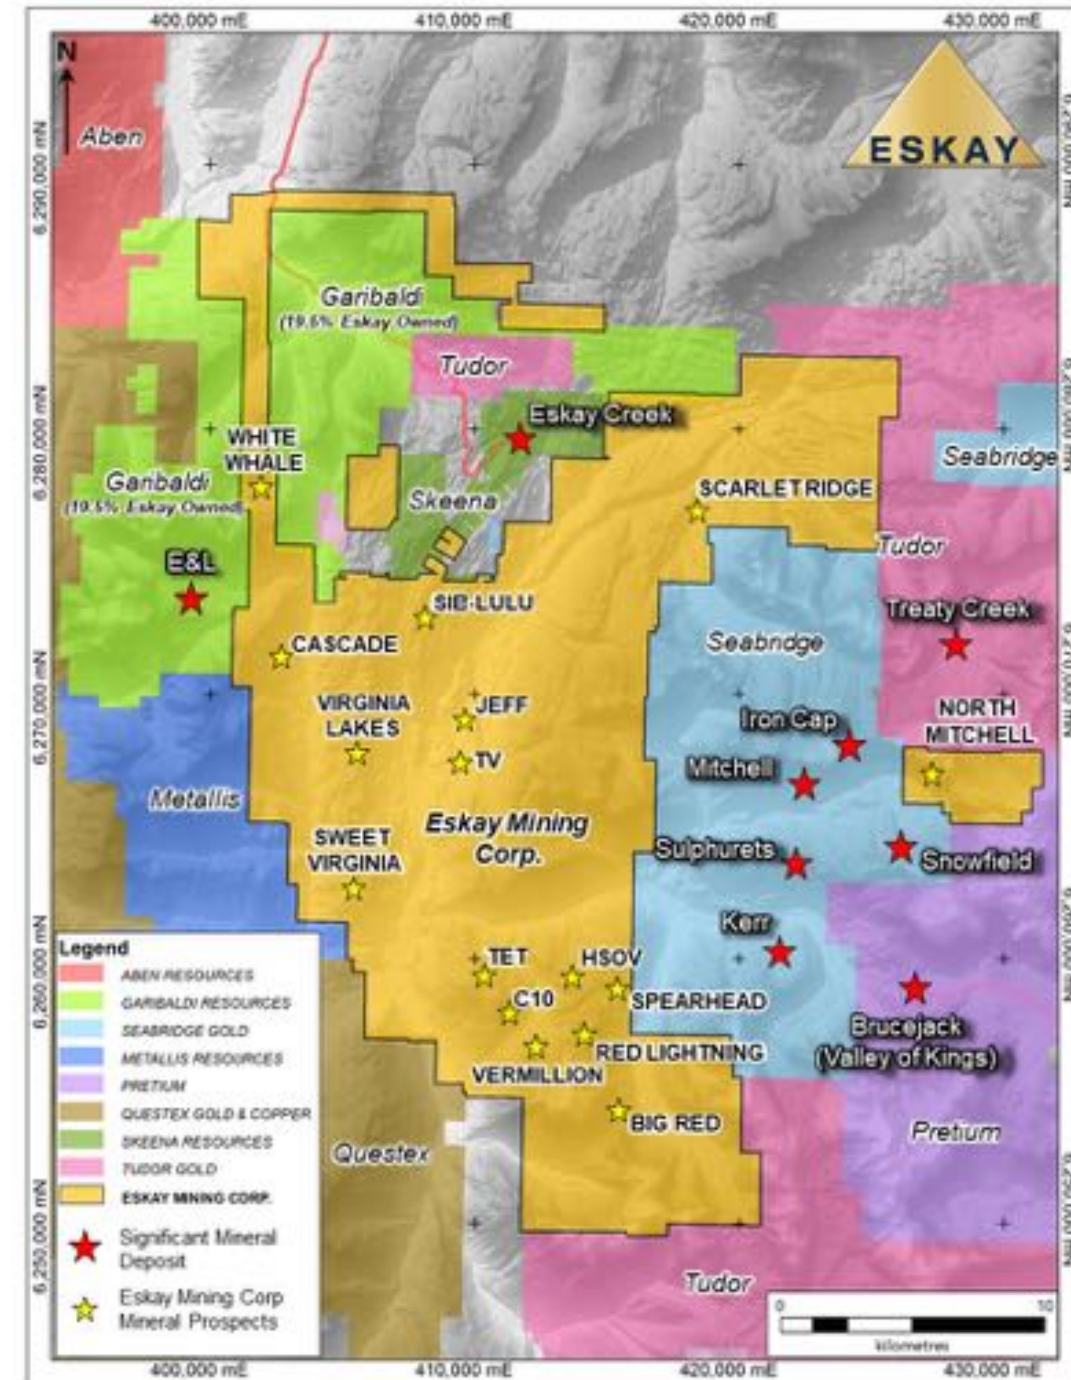 400,000 mE
410,000 mE
420,000 mE
430,000 mE
N
ESKAY
Aben
6,290,000 mN
Garibaldi
(19.5% Eskay Owned)
Tudor
Eskay Creek
6,280,000 mN
WHITE
WHALE
Seabridge
Garibaldi
(19.5% Eskay Owned)
Skeena
SCARLET RIDGE
Tudor
E&L
SIB-LULU
Treaty Creek
CASCADE
Seabridge
6,270,000 mN
VIRGINIA
LAKES
JEFF
NORTH
MITCHELL
Iron Cap
TV
Mitchell
Metallis
Eskay Mining
Corp.
SWEET
VIRGINIA
Sulphurets
Snowfield
Kerr
6,260,000 mN
TET
HSOV
C10
SPEARHEAD
Brucejack
(Valley of Kings)
RED LIGHTNING
VERMILLION
BIG RED
Pretium
Questex
6,250,000 mN
Tudor
Legend
ABEN RESOURCES
GARIBALDI RESOURCES
SEABRIDGE GOLD
METALLIS RESOURCES
PRETIUM
QUESTEX GOLD & COPPER
SKEENA RESOURCES
TUDOR GOLD
ESKAY MINING CORP.
Significant Mineral
Deposit
Eskay Mining Corp
Mineral Prospects
0
10
kilometres
400,000 mE
410,000 mE
420,000 mE
430,000 mE